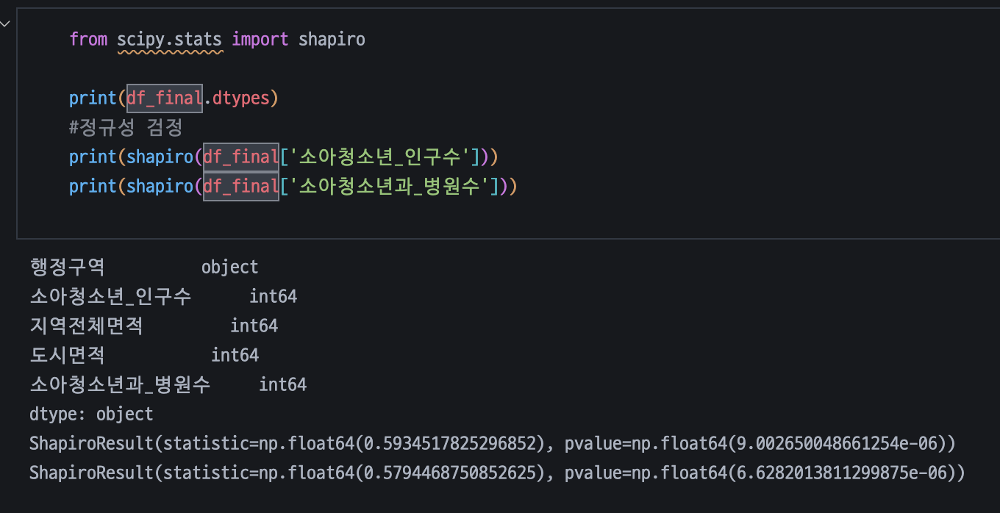 from scipy.stats import shapiro
print(df_final.dtypes)
#정규성 검정
print(shapiro(df_final['소아청소년_인구수']))
print(shapiro(df_final['소아청소년과_병원수']))
행정구역 object
소아청소년_인구수 int64
지역전체면적 int64
도시면적 int64
소아청소년과_병원수 int64
dtype: object
ShapiroResult(statistic=np.float64(0.5934517825296852), pvalue=np.float64(9.002650048661254e-06))
ShapiroResult(statistic=np.float64(0.5794468750852625), pvalue=np.float64(6.6282013811299875e-06))